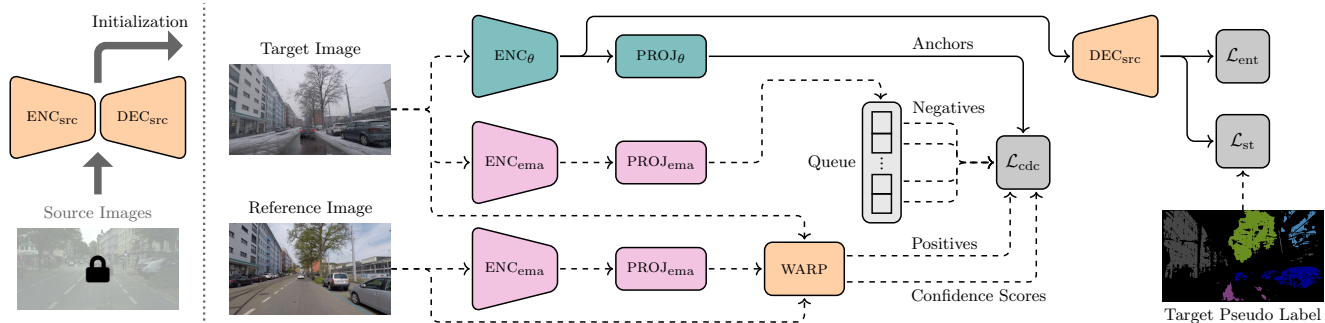 Initialization
ENCsrc
DECsrc
Source Images
Target Image
Reference Image
ENCθ
PROJθ
Anchors
DECsrc
Lent
Lst
ENCema
PROJema
Queue
Negatives
Lcdc
ENCema
PROJema
WARP
Positives
Confidence Scores
Target Pseudo Label